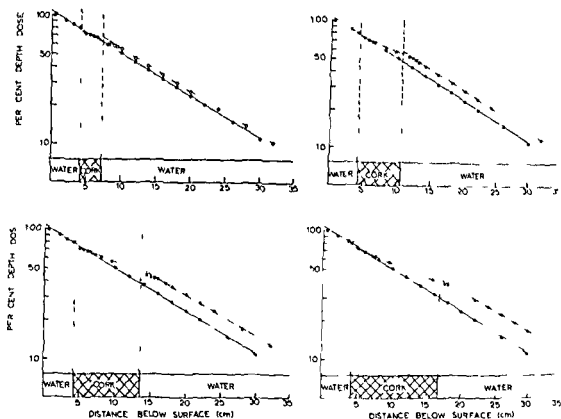 PER CENT DEPTH DOSE
100
50
10
WATER CORK WATER
5 10 15 20 25 30 35
100
50
10
WATER CORK WATER
5 10 15 20 25 30
PER CENT DEPTH DOS
100
50
10
WATER CORK WATER
5 10 15 20 25 30 35
DISTANCE BELOW SURFACE (cm)
100
50
10
WATER CORK WATER
5 10 15 20 25 30 35
DISTANCE BELOW SURFACE (cm)